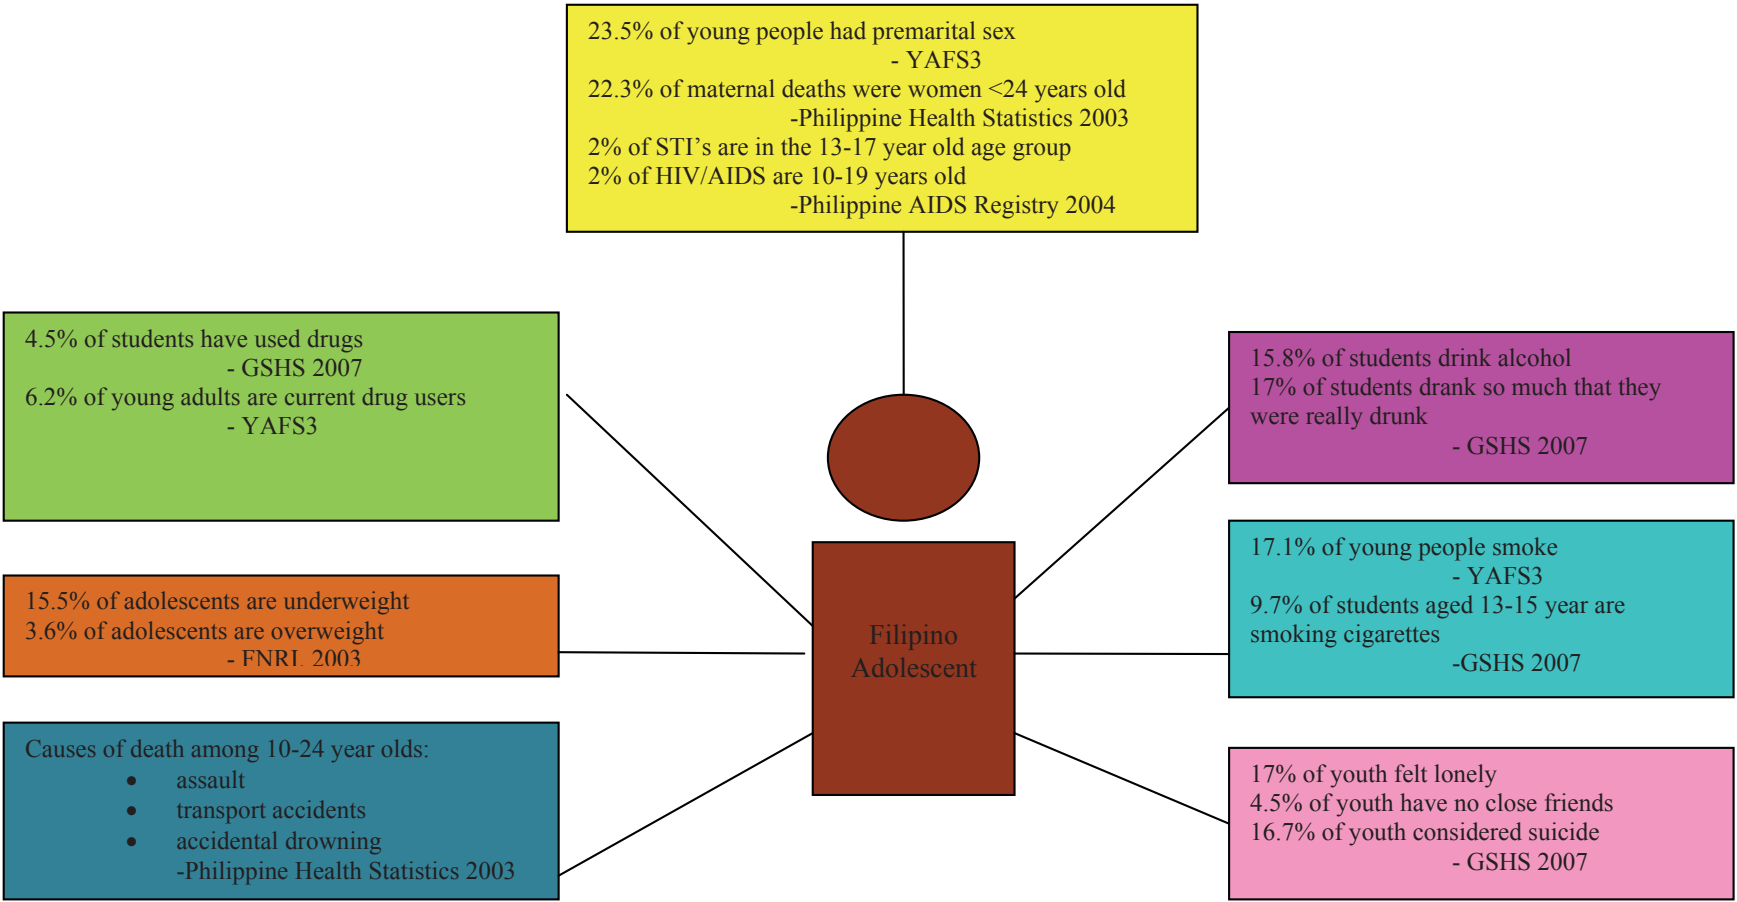 23.5% of young people had premarital sex
- YAFS3
22.3% of maternal deaths were women <24 years old
-Philippine Health Statistics 2003
2% of STI’s are in the 13-17 year old age group
2% of HIV/AIDS are 10-19 years old
-Philippine AIDS Registry 2004
4.5% of students have used drugs
- GSHS 2007
6.2% of young adults are current drug users
- YAFS3
15.8% of students drink alcohol
17% of students drank so much that they
were really drunk
- GSHS 2007
15.5% of adolescents are underweight
3.6% of adolescents are overweight
- FNRI, 2003
Filipino
Adolescent
17.1% of young people smoke
- YAFS3
9.7% of students aged 13-15 year are
smoking cigarettes
-GSHS 2007
Causes of death among 10-24 year olds:
• assault
• transport accidents
• accidental drowning
-Philippine Health Statistics 2003
17% of youth felt lonely
4.5% of youth have no close friends
16.7% of youth considered suicide
- GSHS 2007